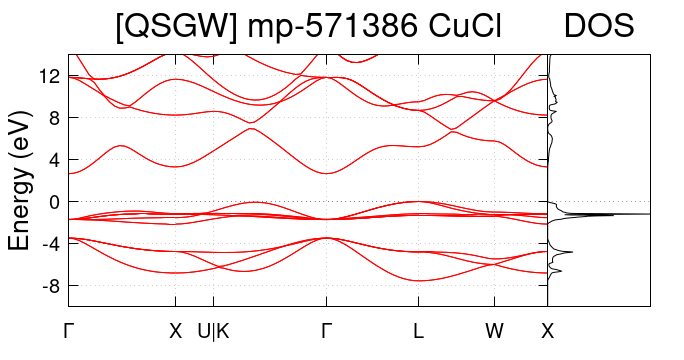 [QSGW] mp-571386 CuCl DOS
Energy (eV)
12
8
4
0
-4
-8
Γ X U|K Γ L W X